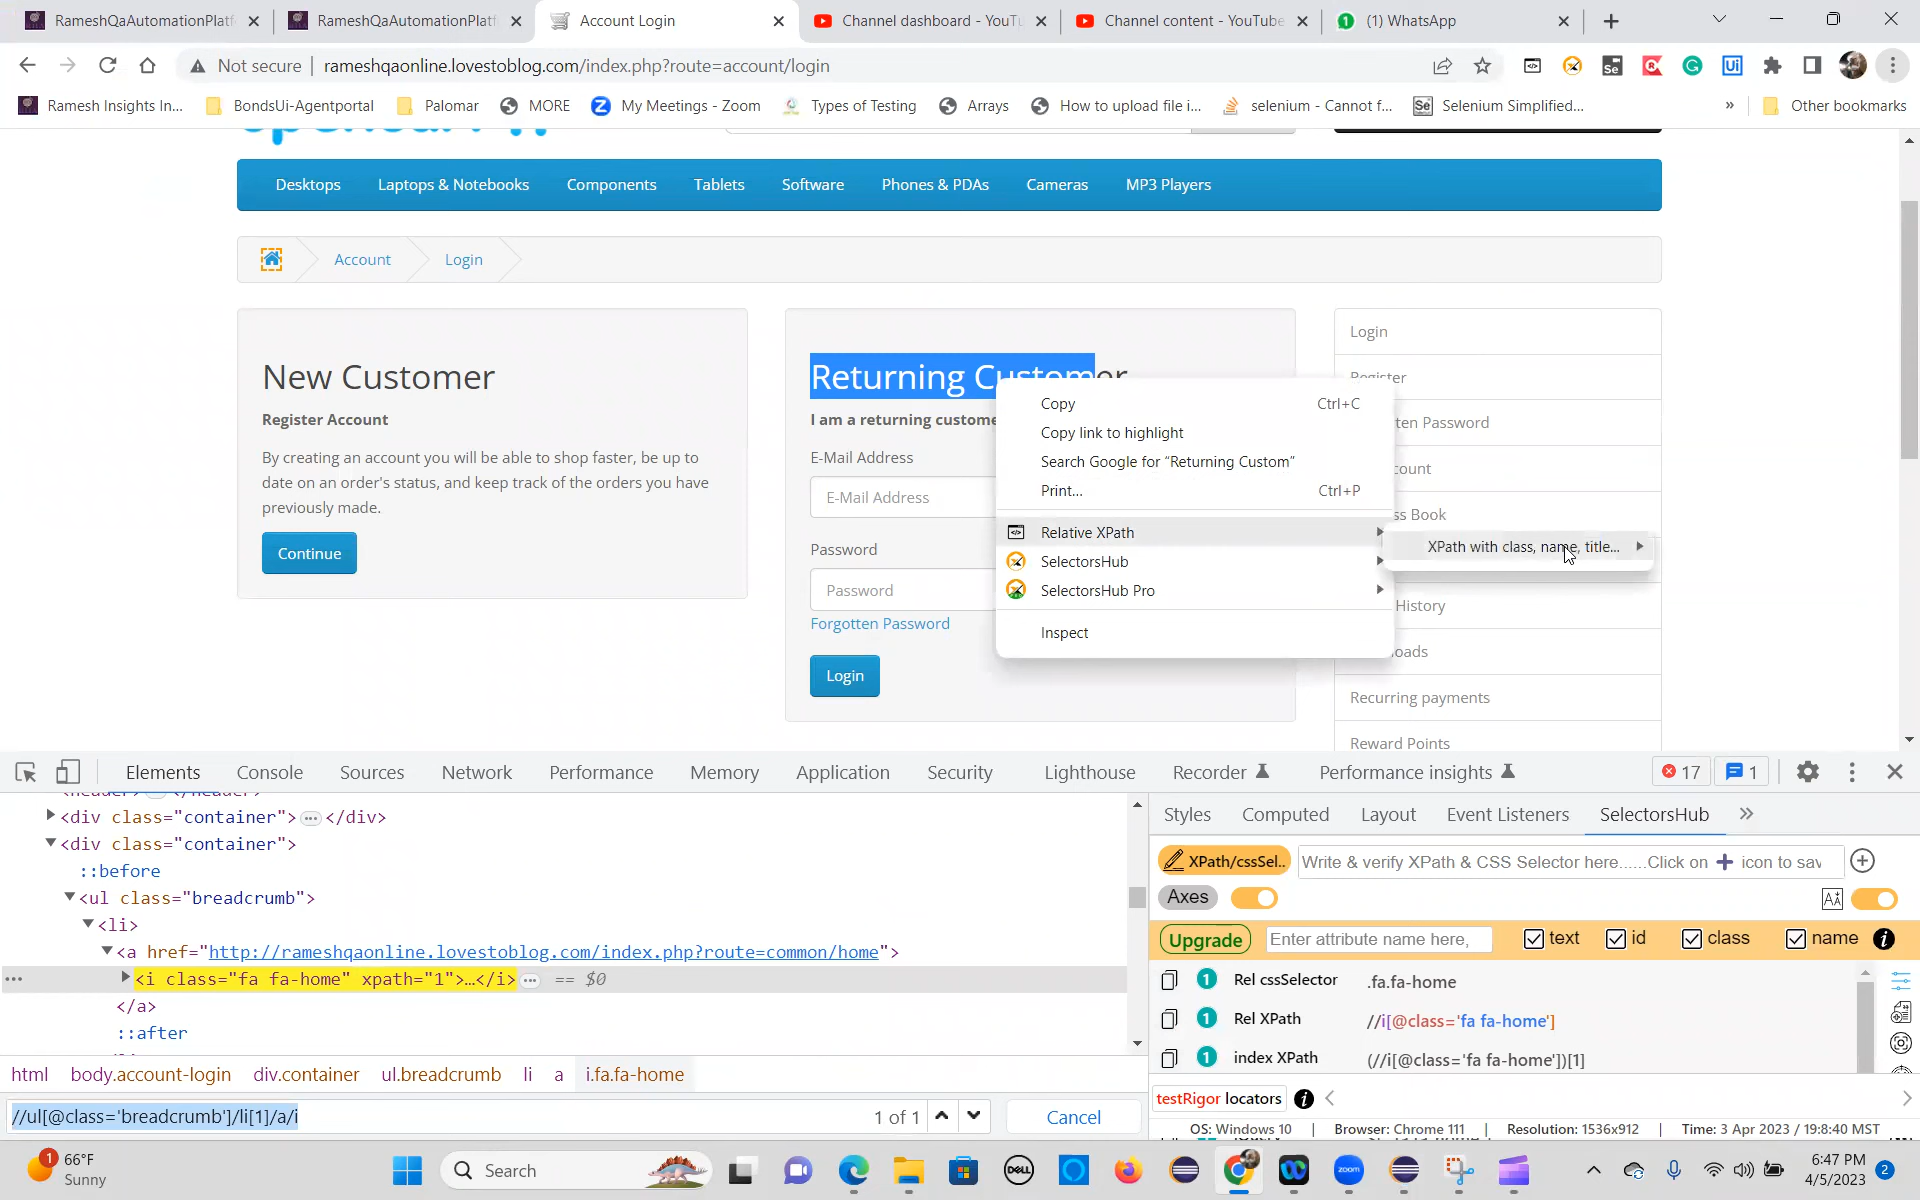 RameshQaAutomationPlatf
RameshQaAutomationPlatf
Account Login
Channel dashboard - YouTu
Channel content - YouTube
(1) WhatsApp
Not secure
rameshqaonline.lovestoblog.com/index.php?route=account/login
Ramesh Insights In...
BondsUi-Agentportal
Palomar
MORE
My Meetings - Zoom
Types of Testing
Arrays
How to upload file i...
selenium - Cannot f...
Selenium Simplified...
»
Other bookmarks
Desktops
Laptops & Notebooks
Components
Tablets
Software
Phones & PDAs
Cameras
MP3 Players
Account
Login
New Customer
Register Account
By creating an account you will be able to shop faster, be up to
date on an order's status, and keep track of the orders you have
previously made.
Continue
Returning Customer
I am a returning custome
E-Mail Address
E-Mail Address
Password
Password
Forgotten Password
Login
Copy Ctrl+C
Copy link to highlight
Search Google for “Returning Custom”
Print... Ctrl+P
Relative XPath
SelectorsHub
SelectorsHub Pro
Inspect
XPath with class, name, title...
Login
Register
ten Password
count
ss Book
History
oads
Recurring payments
Reward Points
Elements
Console
Sources
Network
Performance
Memory
Application
Security
Lighthouse
Recorder
Performance insights
17
1
<div class="container"> ... </div>
<div class="container">
::before
<ul class="breadcrumb">
<li>
<a href="http://rameshqaonline.lovestoblog.com/index.php?route=common/home">
<i class="fa fa-home" xpath="1">…</i> ... == $0
</a>
::after
html
body.account-login
div.container
ul.breadcrumb
li
a
i.fa.fa-home
//ul[@class='breadcrumb']/li[1]/a/i
1 of 1
Cancel
Styles
Computed
Layout
Event Listeners
SelectorsHub
»
XPath/cssSel..
Write & verify XPath & CSS Selector here......Click on + icon to sav
Axes
Upgrade
Enter attribute name here,
text
id
class
name
1 Rel cssSelector .fa.fa-home
1 Rel XPath //i[@class='fa fa-home']
1 index XPath (//i[@class='fa fa-home'])[1]
testRigor locators
OS: Windows 10 | Browser: Chrome 111 | Resolution: 1536x912 | Time: 3 Apr 2023 / 19:8:40 MST
1
66°F
Sunny
Search
DELL
zoom
6:47 PM
4/5/2023
2